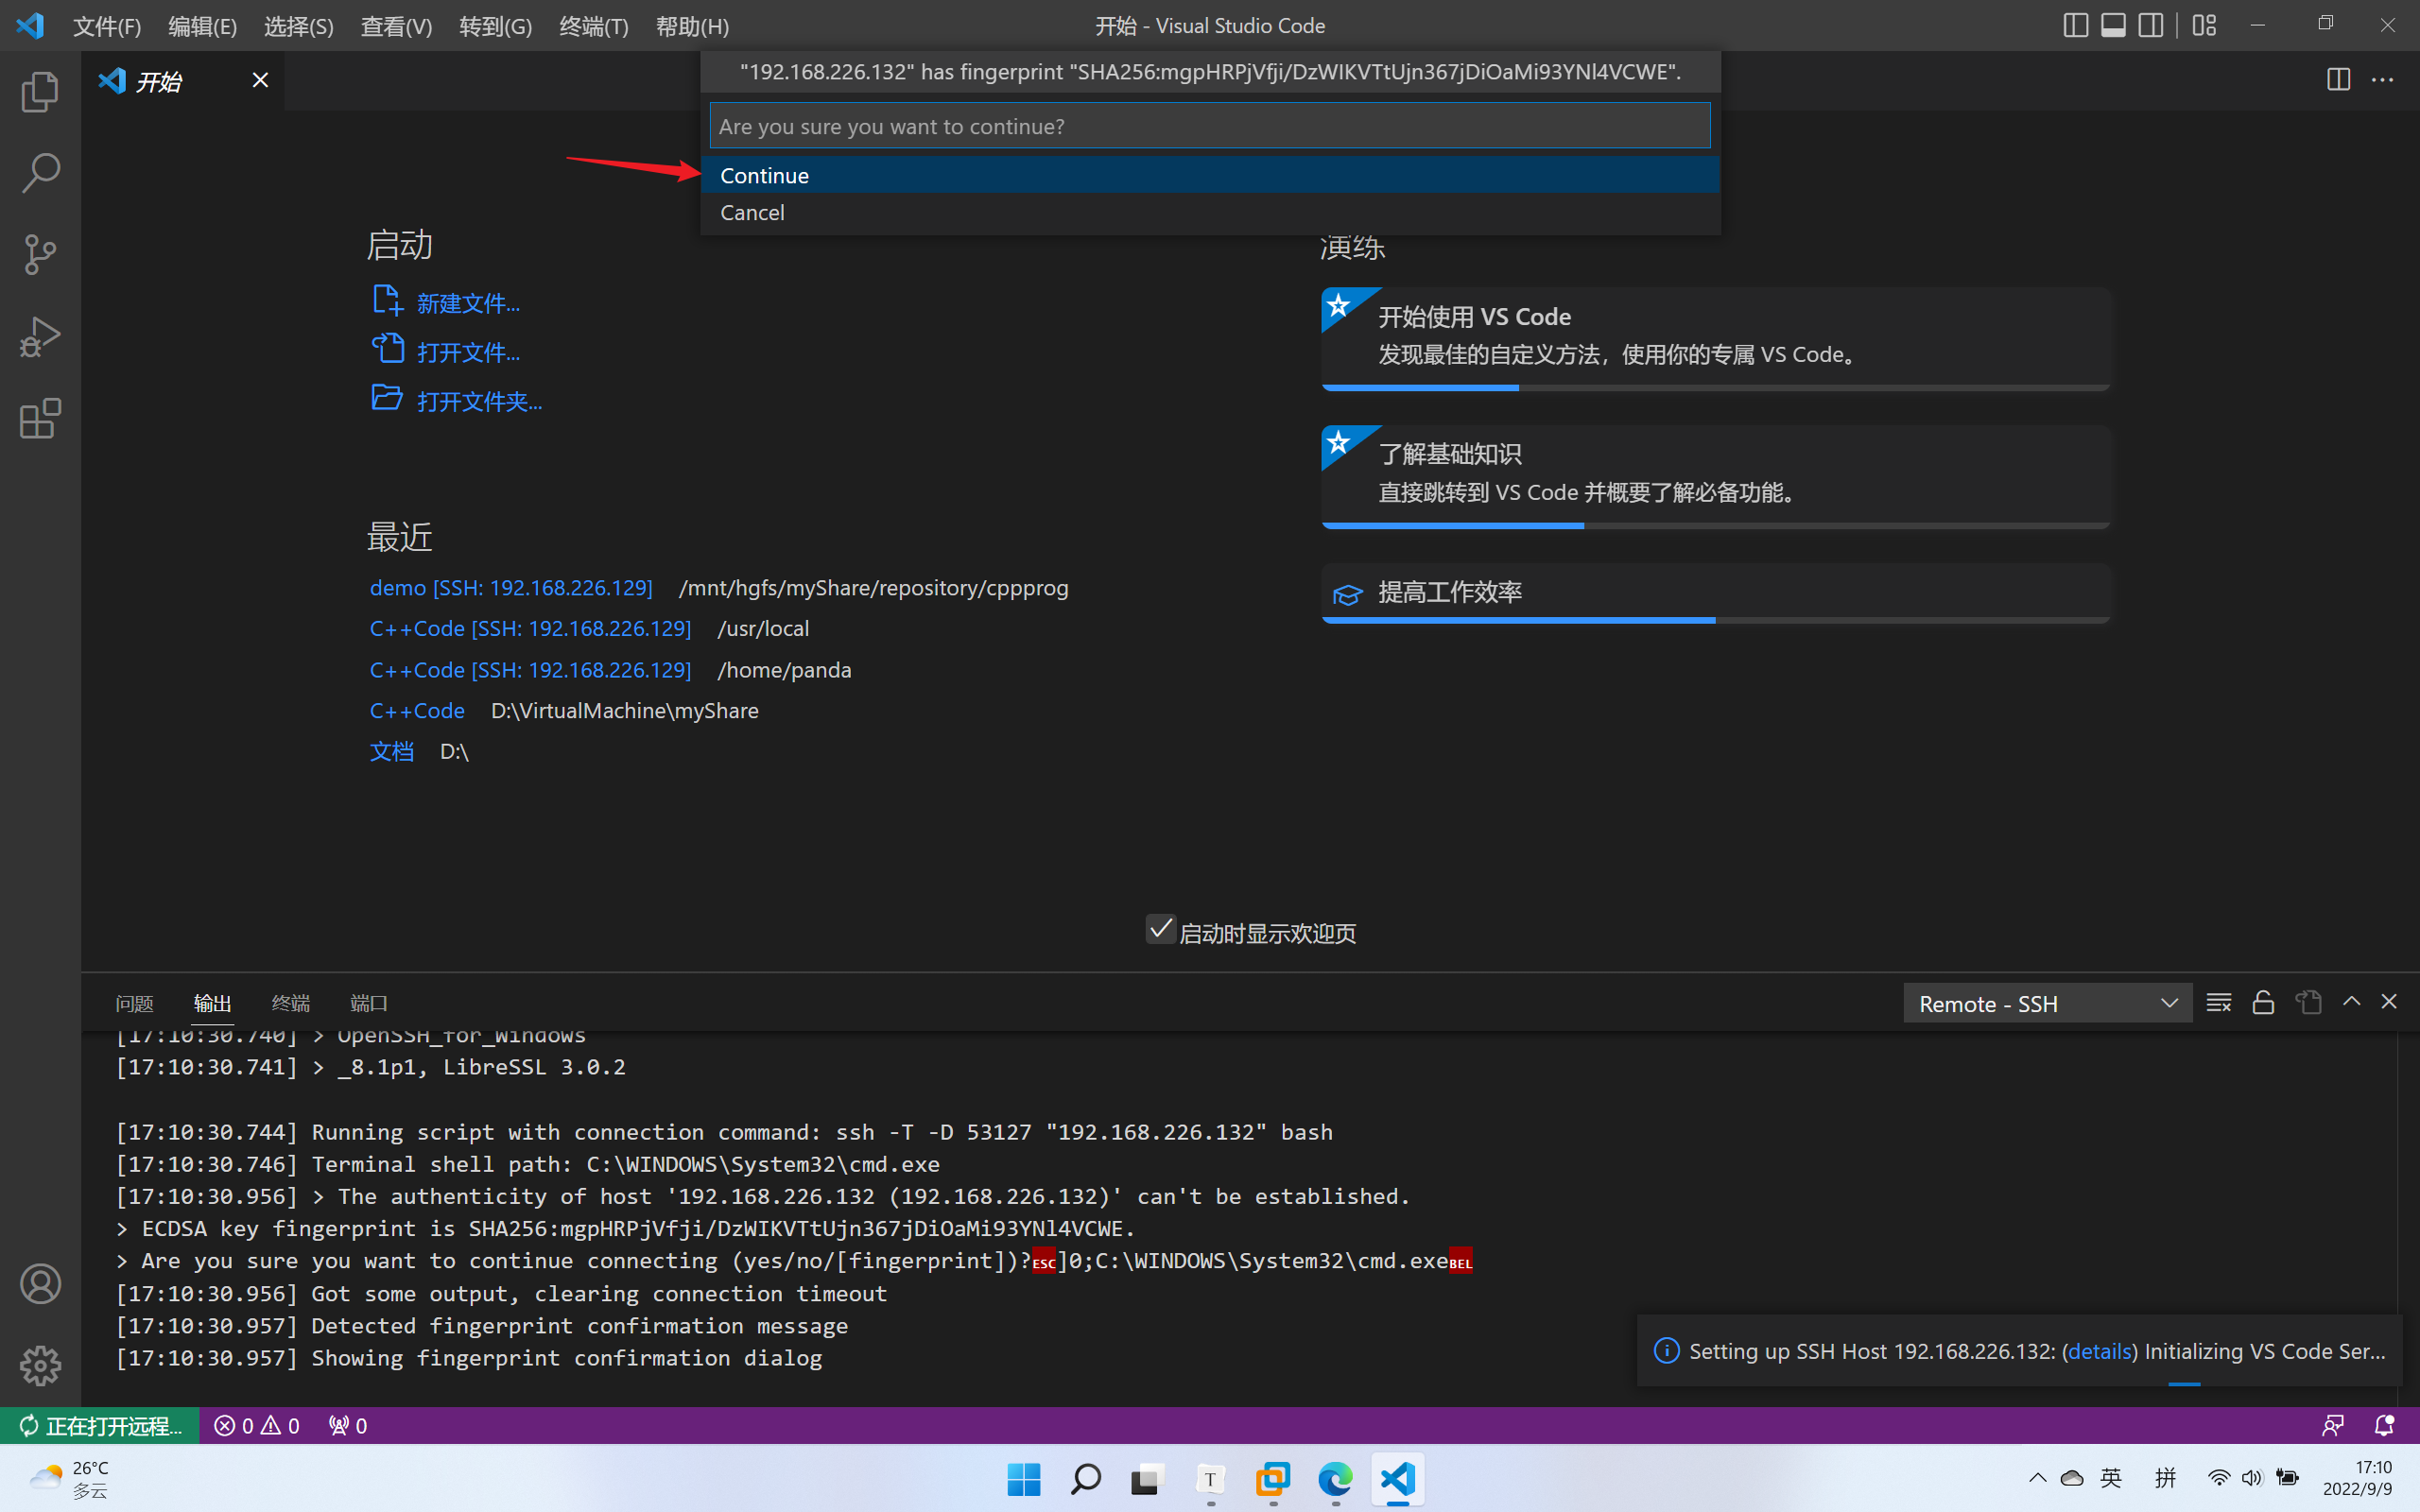 文件(F) 编辑(E) 选择(S) 查看(V) 转到(G) 终端(T) 帮助(H)
开始 - Visual Studio Code
开始
"192.168.226.132" has fingerprint "SHA256:mgpHRPjVfji/DzWIKVTtUjn367jDiOaMi93YNl4VCWE".
Are you sure you want to continue?
Continue
Cancel
启动
新建文件...
打开文件...
打开文件夹...
最近
demo [SSH: 192.168.226.129] /mnt/hgfs/myShare/repository/cppprog
C++Code [SSH: 192.168.226.129] /usr/local
C++Code [SSH: 192.168.226.129] /home/panda
C++Code D:\VirtualMachine\myShare
文档 D:\
演练
开始使用 VS Code
发现最佳的自定义方法，使用你的专属 VS Code。
了解基础知识
直接跳转到 VS Code 并概要了解必备功能。
提高工作效率
启动时显示欢迎页
问题 输出 终端 端口
Remote - SSH
[17:10:30.740] > OpenSSH_for_Windows
[17:10:30.741] > _8.1p1, LibreSSL 3.0.2
[17:10:30.744] Running script with connection command: ssh -T -D 53127 "192.168.226.132" bash
[17:10:30.746] Terminal shell path: C:\WINDOWS\System32\cmd.exe
[17:10:30.956] > The authenticity of host '192.168.226.132 (192.168.226.132)' can't be established.
> ECDSA key fingerprint is SHA256:mgpHRPjVfji/DzWIKVTtUjn367jDiOaMi93YNl4VCWE.
> Are you sure you want to continue connecting (yes/no/[fingerprint])?ESC]0;C:\WINDOWS\System32\cmd.exeBEL
[17:10:30.956] Got some output, clearing connection timeout
[17:10:30.957] Detected fingerprint confirmation message
[17:10:30.957] Showing fingerprint confirmation dialog
Setting up SSH Host 192.168.226.132: (details) Initializing VS Code Ser...
正在打开远程... 0 0 0
26°C
多云
T
英 拼
17:10
2022/9/9